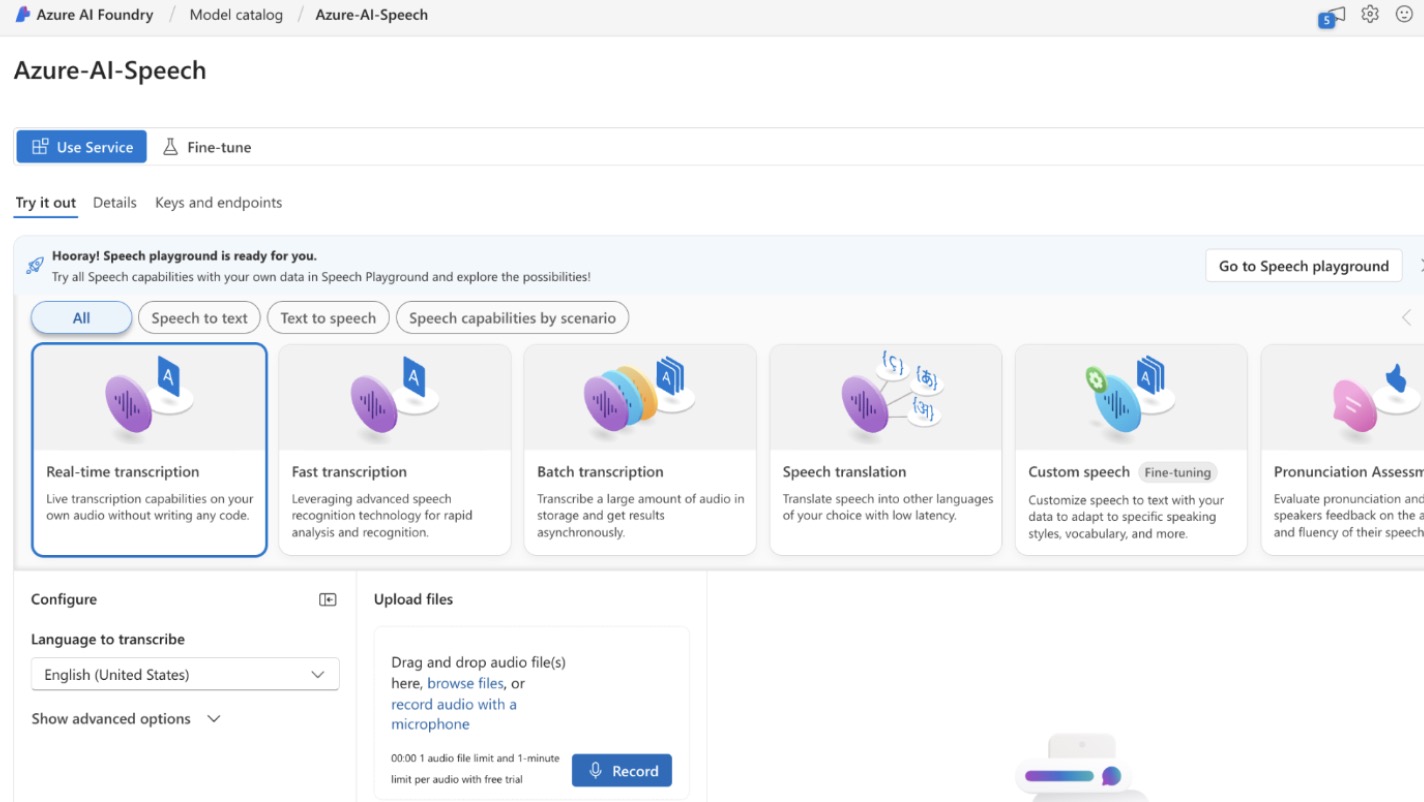 Azure AI Foundry / Model catalog / Azure-AI-Speech
5
Azure-AI-Speech
Use Service
Fine-tune
Try it out
Details
Keys and endpoints
Hooray! Speech playground is ready for you.
Try all Speech capabilities with your own data in Speech Playground and explore the possibilities!
Go to Speech playground
All
Speech to text
Text to speech
Speech capabilities by scenario
A
Real-time transcription
Live transcription capabilities on your
own audio without writing any code.
A
Fast transcription
Leveraging advanced speech
recognition technology for rapid
analysis and recognition.
A
Batch transcription
Transcribe a large amount of audio in
storage and get results
asynchronously.
Speech translation
Translate speech into other languages
of your choice with low latency.
A
Custom speech
Fine-tuning
Customize speech to text with your
data to adapt to specific speaking
styles, vocabulary, and more.
Pronunciation Assessm
Evaluate pronunciation and
speakers feedback on the a
and fluency of their speech
Configure
Language to transcribe
English (United States)
Show advanced options
Upload files
Drag and drop audio file(s)
here, browse files, or
record audio with a
microphone
00:00 1 audio file limit and 1-minute
limit per audio with free trial
Record